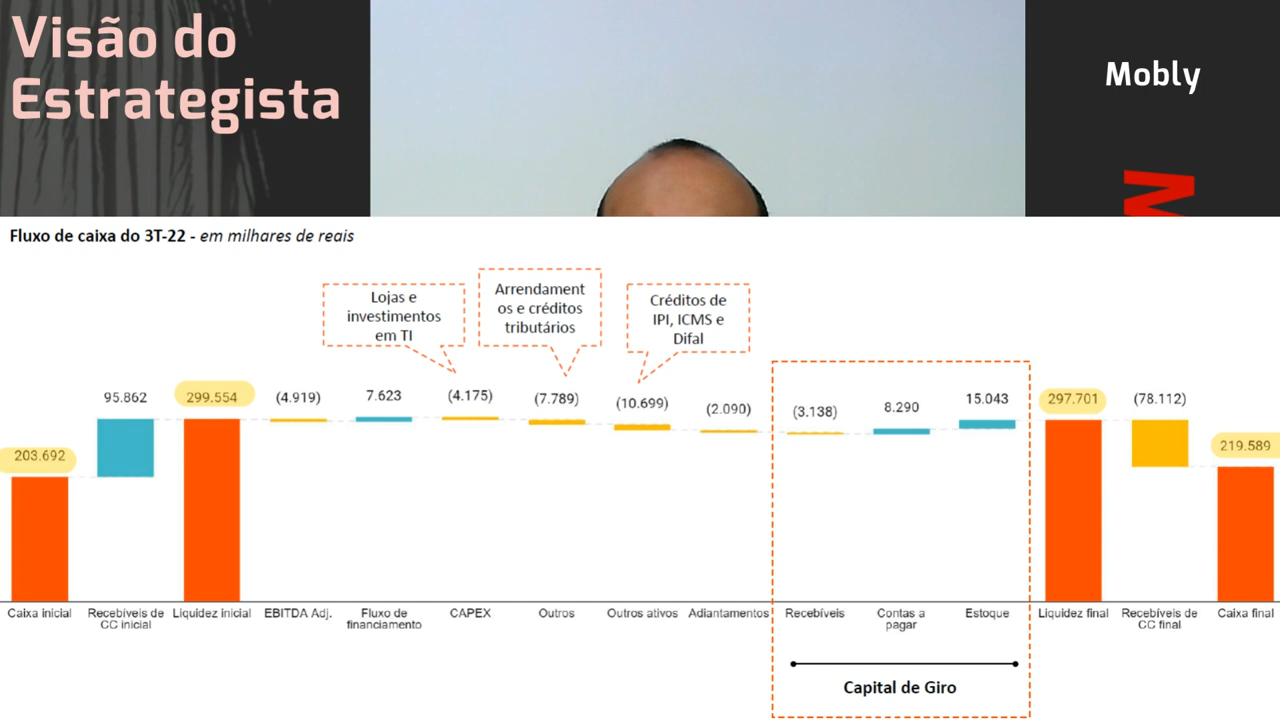 Visão do
Estrategista
Mobly
Fluxo de caixa do 3T-22 - em milhares de reais
Lojas e
investimentos
em TI
Arrendament
os e créditos
tributários
Créditos de
IPI, ICMS e
Difal
203.692
95.862
299.554
(4.919)
7.623
(4.175)
(7.789)
(10.699)
(2.090)
(3.138)
8.290
15.043
297.701
(78.112)
219.589
Caixa inicial
Recebíveis de
CC inicial
Liquidez inicial
EBITDA Adj.
Fluxo de
financiamento
CAPEX
Outros
Outros ativos
Adiantamentos
Recebíveis
Contas a
pagar
Estoque
Liquidez final
Recebíveis de
CC final
Caixa final
Capital de Giro